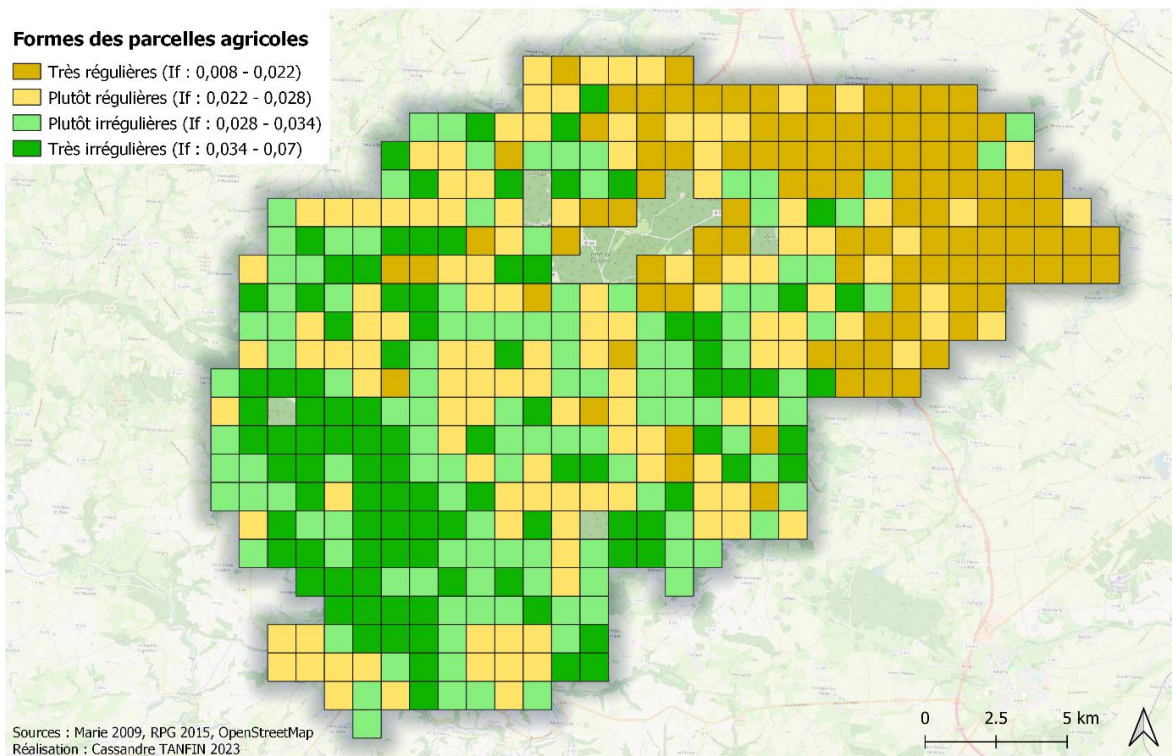 Formes des parcelles agricoles
Très régulières (If : 0,008 - 0,022)
Plutôt régulières (If : 0,022 - 0,028)
Plutôt irrégulières (If : 0,028 - 0,034)
Très irrégulières (If : 0,034 - 0,07)
Sources : Marie 2009, RPG 2015, OpenStreetMap
Réalisation : Cassandre TANFIN 2023
0 2.5 5 km